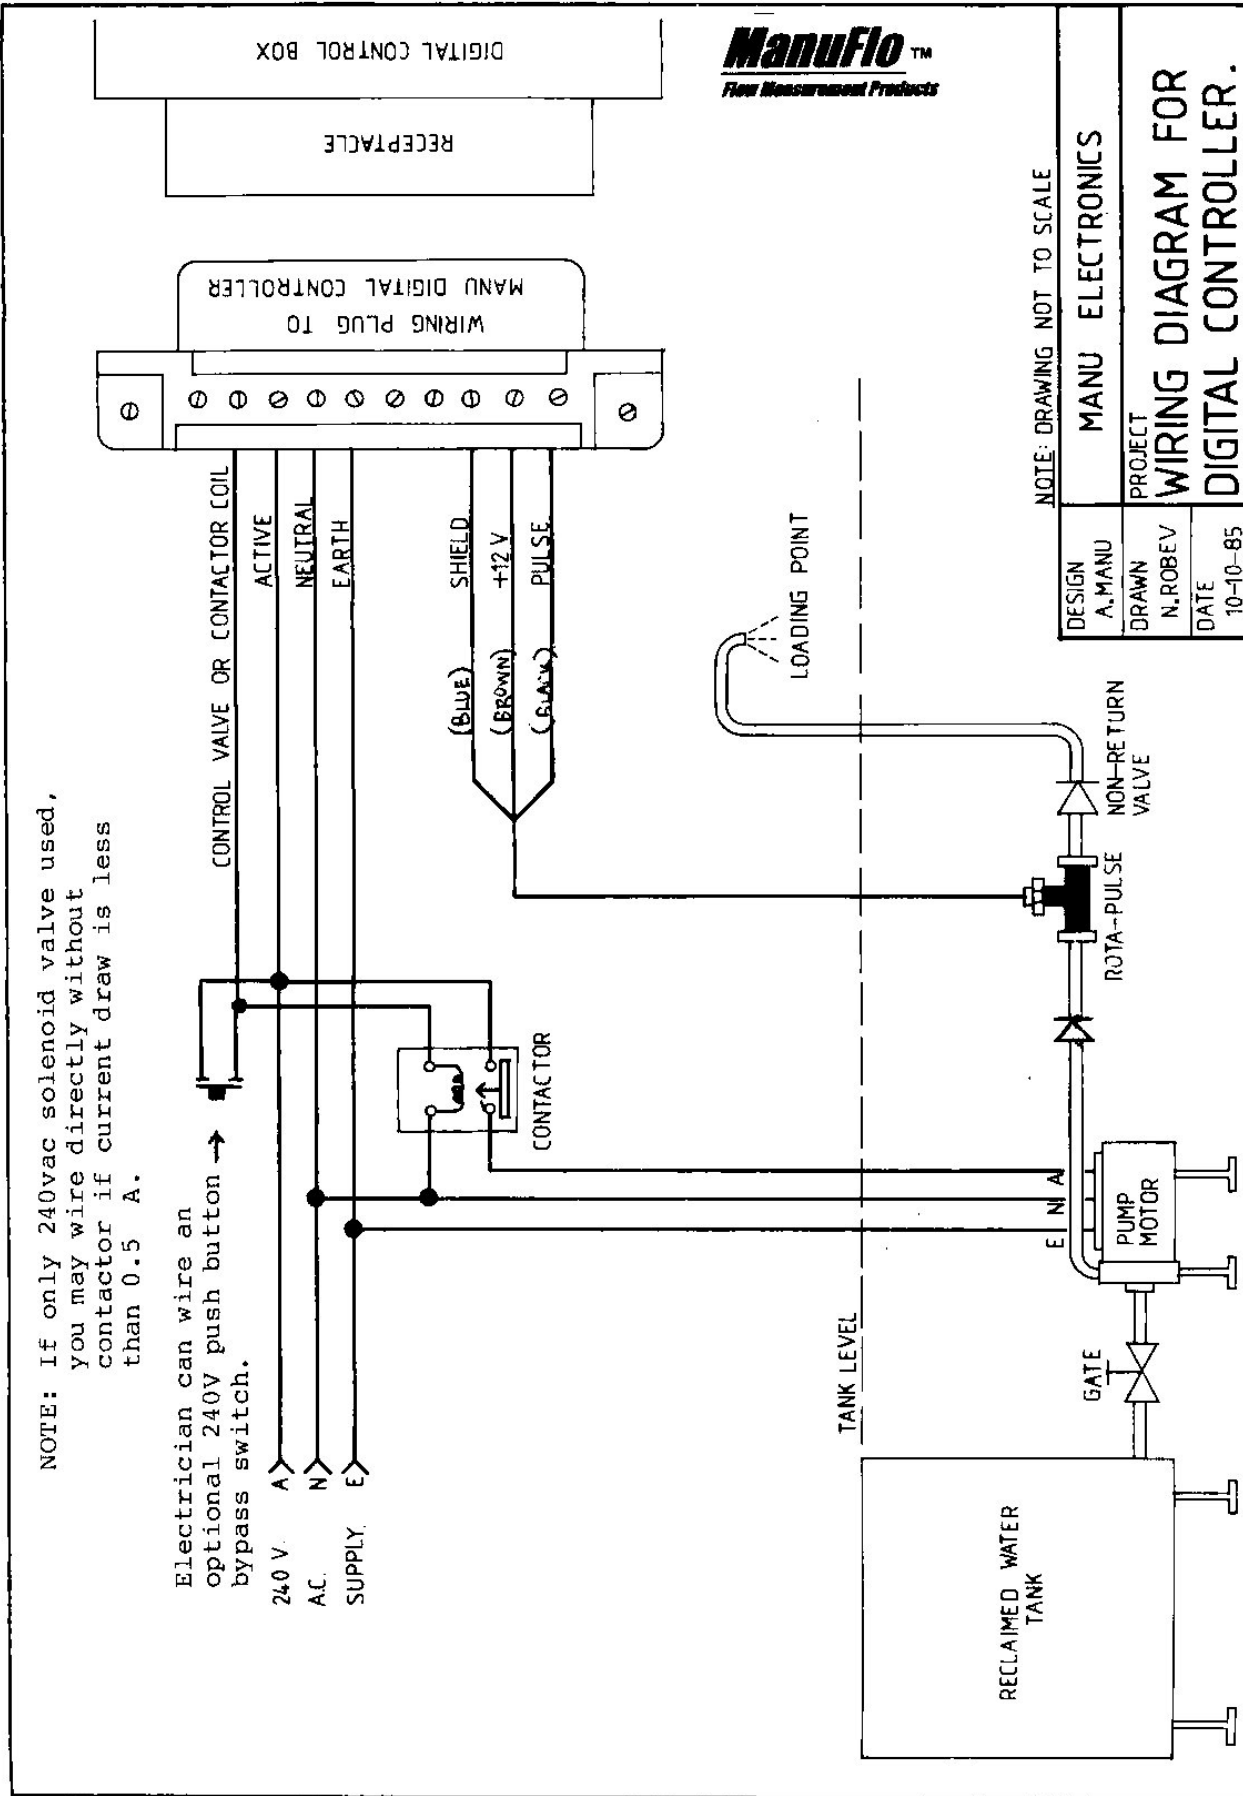 NOTE: If only 240vac solenoid valve used,
you may wire directly without
contactor if current draw is less
than 0.5 A.
Electrician can wire an
optional 240V push button
bypass switch.
240 V. A
A.C. N
SUPPLY. E
CONTROL VALVE OR CONTACTOR COIL
ACTIVE
NEUTRAL
EARTH
SHIELD
+12 V
PULSE
(BLUE)
(BROWN)
(BLACK)
CONTACTOR
WIRING PLUG TO
MANU DIGITAL CONTROLLER
RECEPTACLE
DIGITAL CONTROL BOX
ManuFlo ™
Flow Measurement Products
TANK LEVEL
LOADING POINT
RECLAIMED WATER
TANK
GATE
E N A
PUMP
MOTOR
ROTA-PULSE
NON-RETURN
VALVE
NOTE: DRAWING NOT TO SCALE
DESIGN
A.MANU
MANU ELECTRONICS
DRAWN
N.ROBEV
DATE
10-10-85
PROJECT
WIRING DIAGRAM FOR
DIGITAL CONTROLLER.